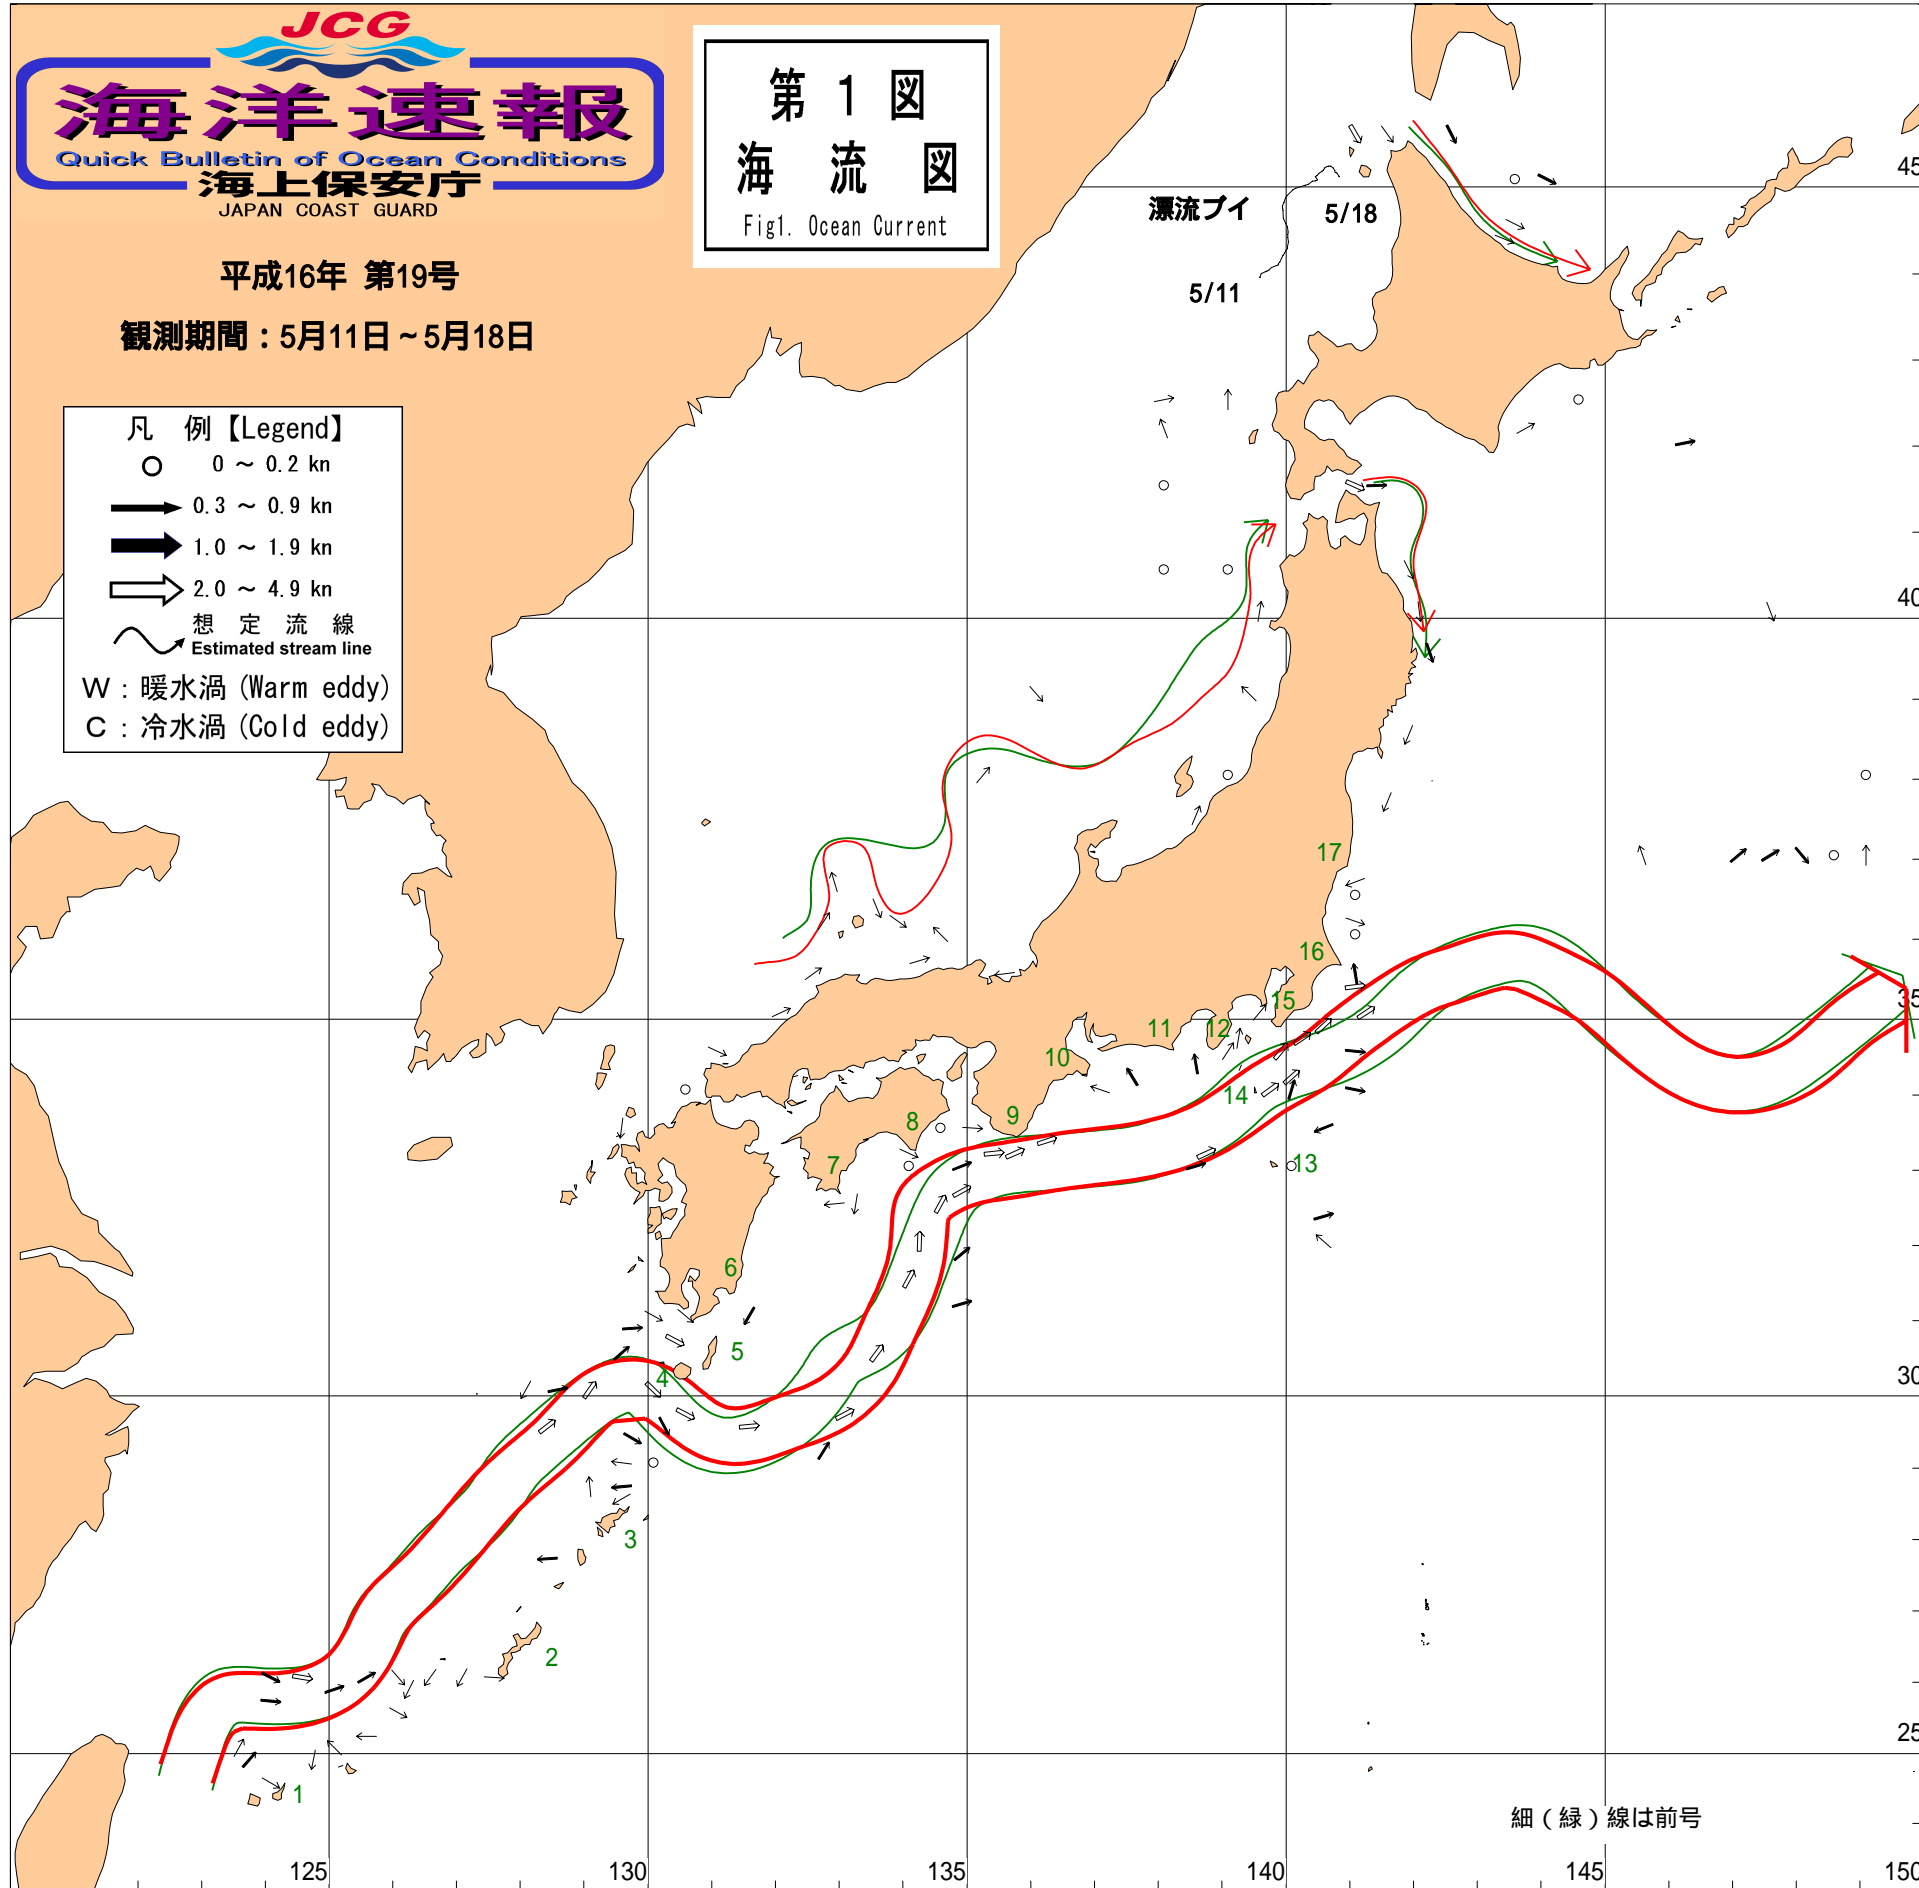 JCG
海洋速報
Quick Bulletin of Ocean Conditions
海上保安庁
JAPAN COAST GUARD
平成16年 第19号
観測期間：5月11日～5月18日
第 1 図
海 流 図
Fig1. Ocean Current
凡 例【Legend】
0 ～ 0.2 kn
0.3 ～ 0.9 kn
1.0 ～ 1.9 kn
2.0 ～ 4.9 kn
想 定 流 線
Estimated stream line
W：暖水渦 (Warm eddy)
C：冷水渦 (Cold eddy)
漂流ブイ
5/18
5/11
45
40
17
16
35
15
12
11
10
14
9
8
7
13
6
5
4
30
3
2
25
1
細（緑）線は前号
125
130
135
140
145
150